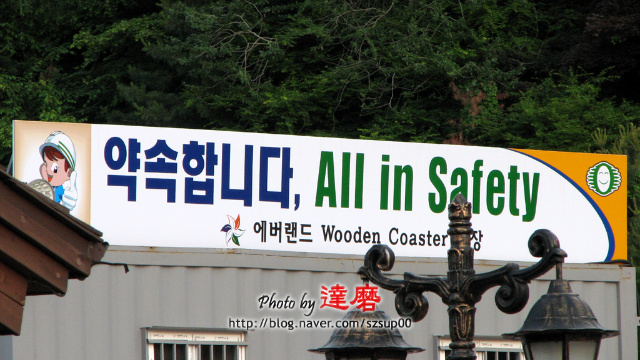 약속합니다, All in Safety
에버랜드 Wooden Coaster
Photo by 達磨
http://blog.naver.com/szsup00